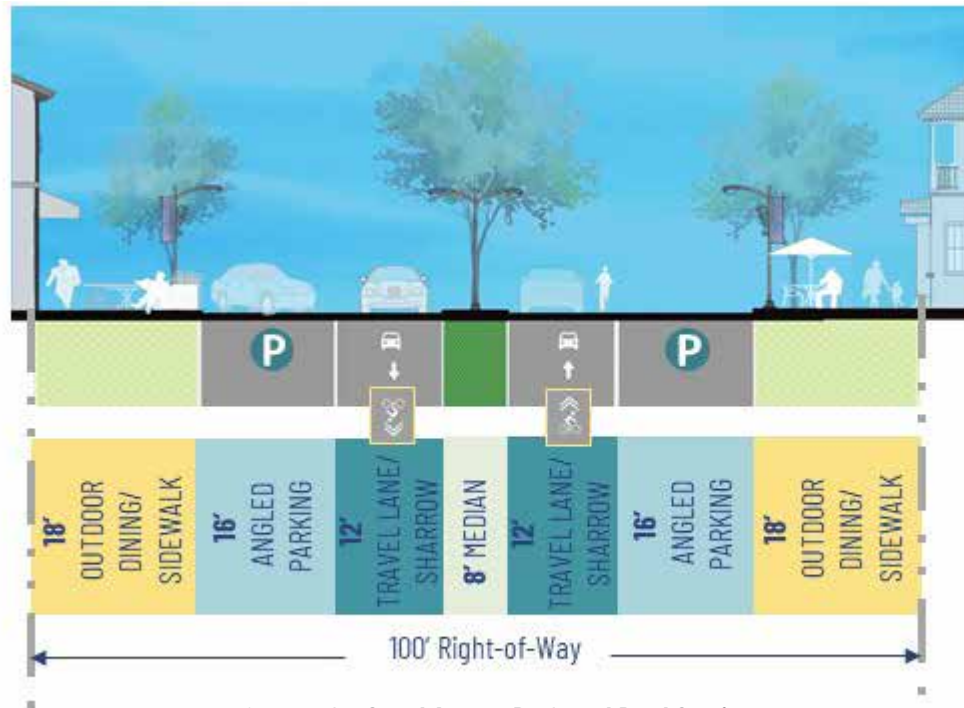 P
P
18’
OUTDOOR
DINING/
SIDEWALK
16’
ANGLED
PARKING
12’
TRAVEL LANE/
SHARROW
8’ MEDIAN
12’
TRAVEL LANE/
SHARROW
16’
ANGLED
PARKING
18’
OUTDOOR
DINING/
SIDEWALK
100’ Right-of-Way